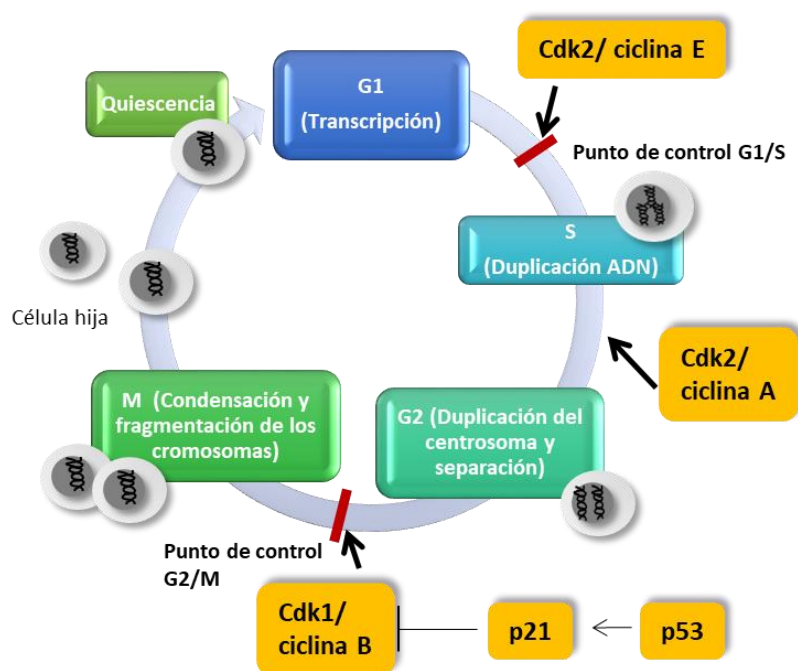 Cdk2/ ciclina E
G1
(Transcripción)
Quiescencia
Punto de control G1/S
S
(Duplicación ADN)
Célula hija
Cdk2/
ciclina A
M  (Condensación y
fragmentación de los
cromosomas)
G2 (Duplicación del
centrosoma y
separación)
Punto de control
G2/M
Cdk1/
ciclina B
p21
p53